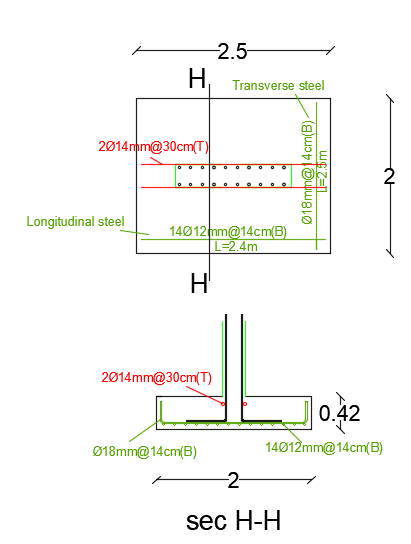 2.5
H
Transverse steel
2Ø14mm@30cm(T)
Ø18mm@14cm(B)
L=2.5m
2
Longitudinal steel
14Ø12mm@14cm(B)
L=2.4m
H
2Ø14mm@30cm(T)
0.42
Ø18mm@14cm(B)
14Ø12mm@14cm(B)
2
sec H-H